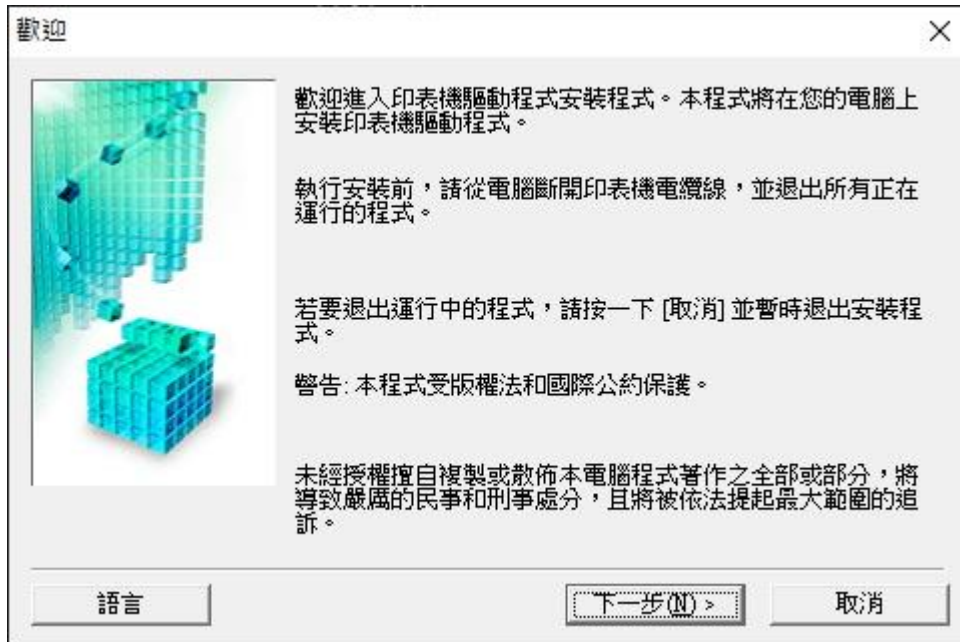 歡迎
歡迎進入印表機驅動程式安裝程式。本程式將在您的電腦上
安裝印表機驅動程式。
執行安裝前，請從電腦斷開印表機電纜線，並退出所有正在
運行的程式。
若要退出運行中的程式，請按一下 [取消] 並暫時退出安裝程
式。
警告: 本程式受版權法和國際公約保護。
未經授權擅自複製或散佈本電腦程式著作之全部或部分，將
導致嚴厲的民事和刑事處分，且將被依法提起最大範圍的追
訴。
語言
下一步(N) >
取消